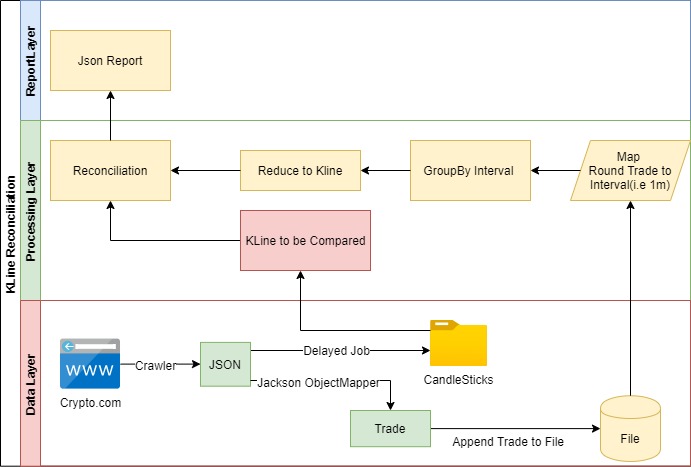 KLine Reconciliation
ReportLayer
Json Report
Processing Layer
Reconciliation
Reduce to Kline
GroupBy Interval
Map
Round Trade to
Interval(i.e 1m)
KLine to be Compared
Data Layer
WWW
Crypto.com
Crawler
JSON
Delayed Job
CandleSticks
Jackson ObjectMapper
Trade
Append Trade to File
File